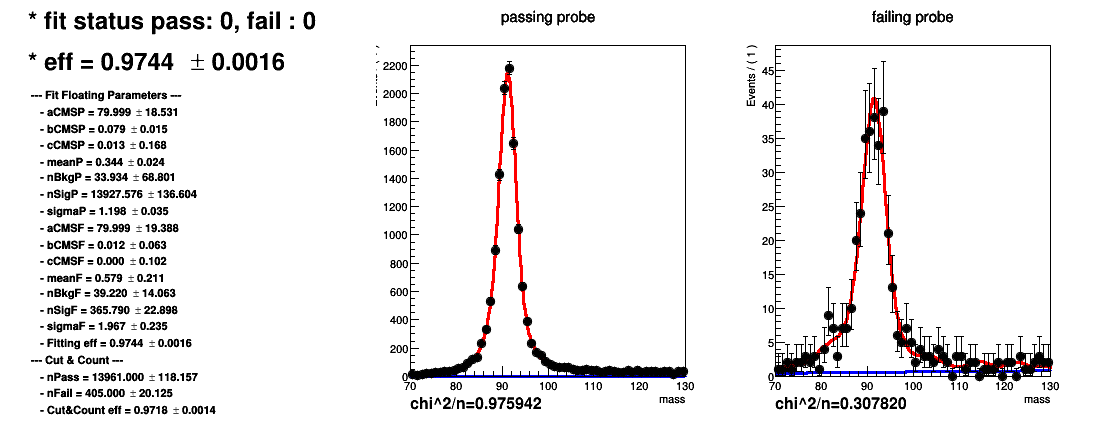 * fit status pass: 0, fail : 0
* eff = 0.9744 ± 0.0016
--- Fit Floating Parameters ---
- aCMSP = 79.999 ± 18.531
- bCMSP = 0.079 ± 0.015
- cCMSP = 0.013 ± 0.168
- meanP = 0.344 ± 0.024
- nBkgP = 33.934 ± 68.801
- nSigP = 13927.576 ± 136.604
- sigmaP = 1.198 ± 0.035
- aCMSF = 79.999 ± 19.388
- bCMSF = 0.012 ± 0.063
- cCMSF = 0.000 ± 0.102
- meanF = 0.579 ± 0.211
- nBkgF = 39.220 ± 14.063
- nSigF = 365.790 ± 22.898
- sigmaF = 1.967 ± 0.235
- Fitting eff = 0.9744 ± 0.0016
--- Cut & Count ---
- nPass = 13961.000 ± 118.157
- nFail = 405.000 ± 20.125
- Cut&Count eff = 0.9718 ± 0.0014
passing probe
2200
2000
1800
1600
1400
1200
1000
800
600
400
200
0
70 80 90 100 110 120 130
mass
chi^2/n=0.975942
failing probe
Events / ( 1 )
45
40
35
30
25
20
15
10
5
0
70 80 90 100 110 120 130
mass
chi^2/n=0.307820